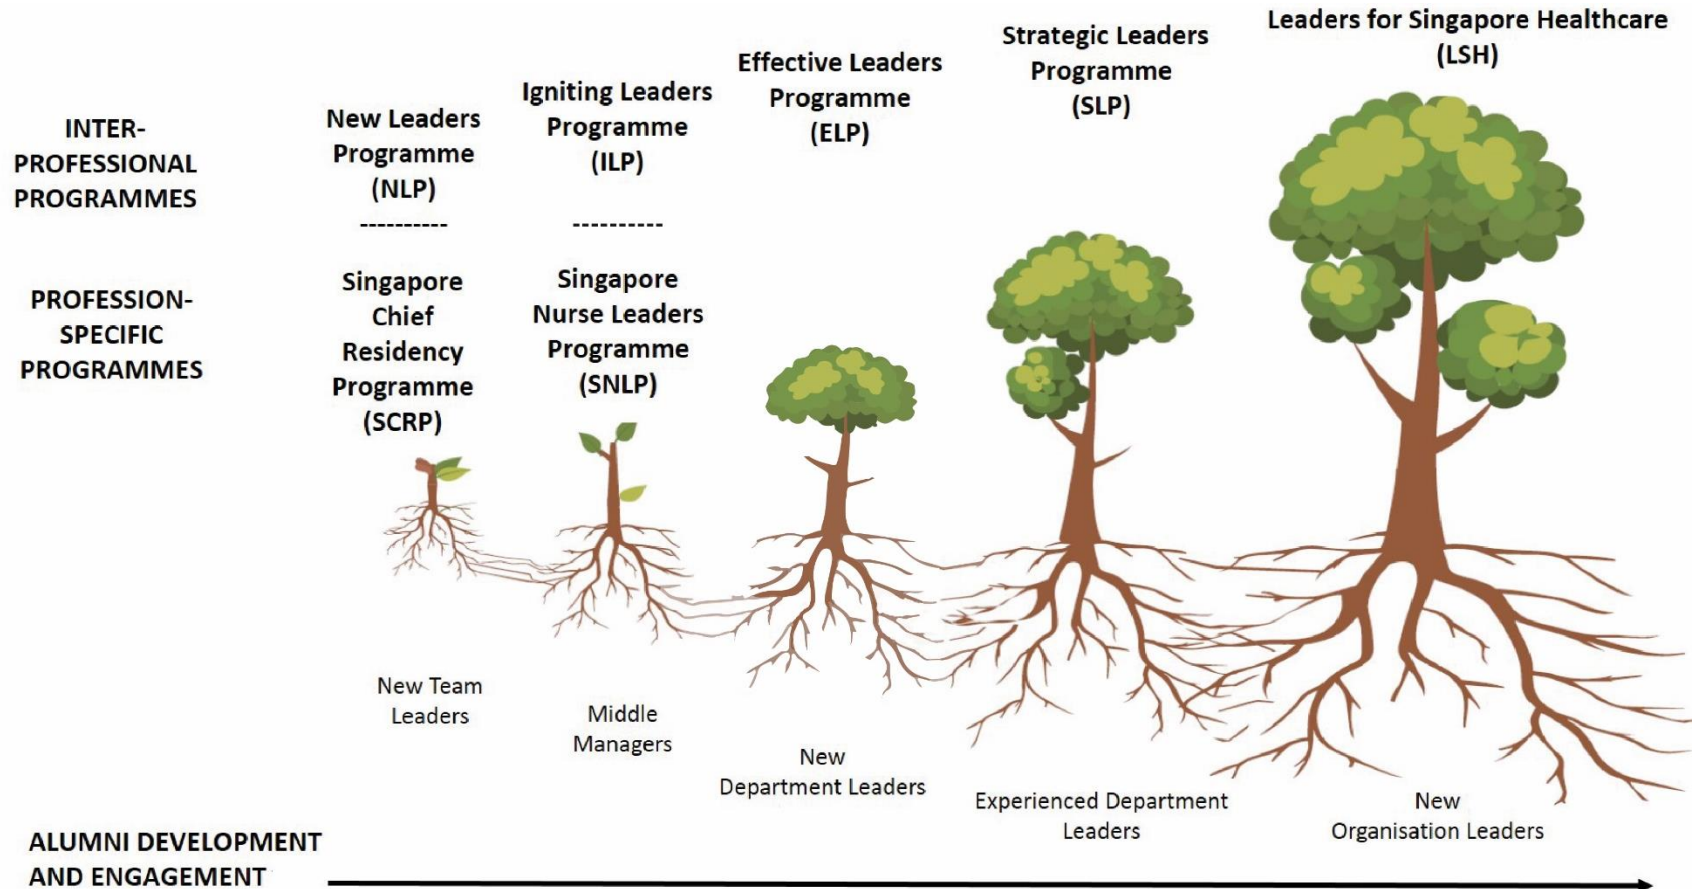 INTER-
PROFESSIONAL
PROGRAMMES
New Leaders
Programme
(NLP)
----------
Igniting Leaders
Programme
(ILP)
----------
Effective Leaders
Programme
(ELP)
Strategic Leaders
Programme
(SLP)
Leaders for Singapore Healthcare
(LSH)
PROFESSION-
SPECIFIC
PROGRAMMES
Singapore
Chief
Residency
Programme
(SCRP)
Singapore
Nurse Leaders
Programme
(SNLP)
New Team
Leaders
Middle
Managers
New
Department Leaders
Experienced Department
Leaders
New
Organisation Leaders
ALUMNI DEVELOPMENT
AND ENGAGEMENT